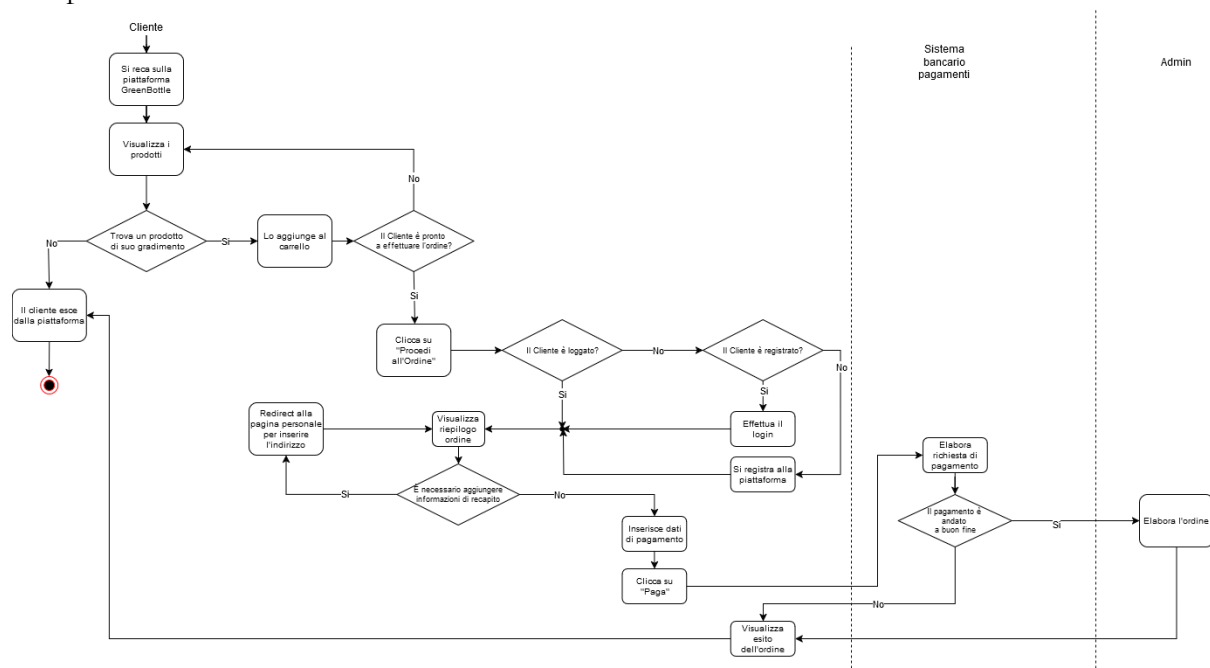 Cliente
Sistema
bancario
pagamenti
Admin
Si reca sulla
piattaforma
GreenBottle
Visualizza i
prodotti
No
Trova un prodotto
di suo gradimento
No
Si
Lo aggiunge al
carrello
Il Cliente è pronto
a effettuare l'ordine?
Si
Il cliente esce
dalla piattaforma
Clicca su
"Procedi
all'Ordine"
Il Cliente è loggato?
No
Il Cliente è registrato?
No
Si
Si
Redirect alla
pagina personale
per inserire
l'indirizzo
Visualizza
riepilogo
ordine
Effettua il
login
Si registra alla
piattaforma
Elabora
richiesta di
pagamento
È necessario aggiungere
informazioni di recapito
Si
No
Il pagamento è
andato
a buon fine
Si
Elabora l'ordine
Inserisce dati
di pagamento
Clicca su
"Paga"
No
Visualizza
esito
dell'ordine